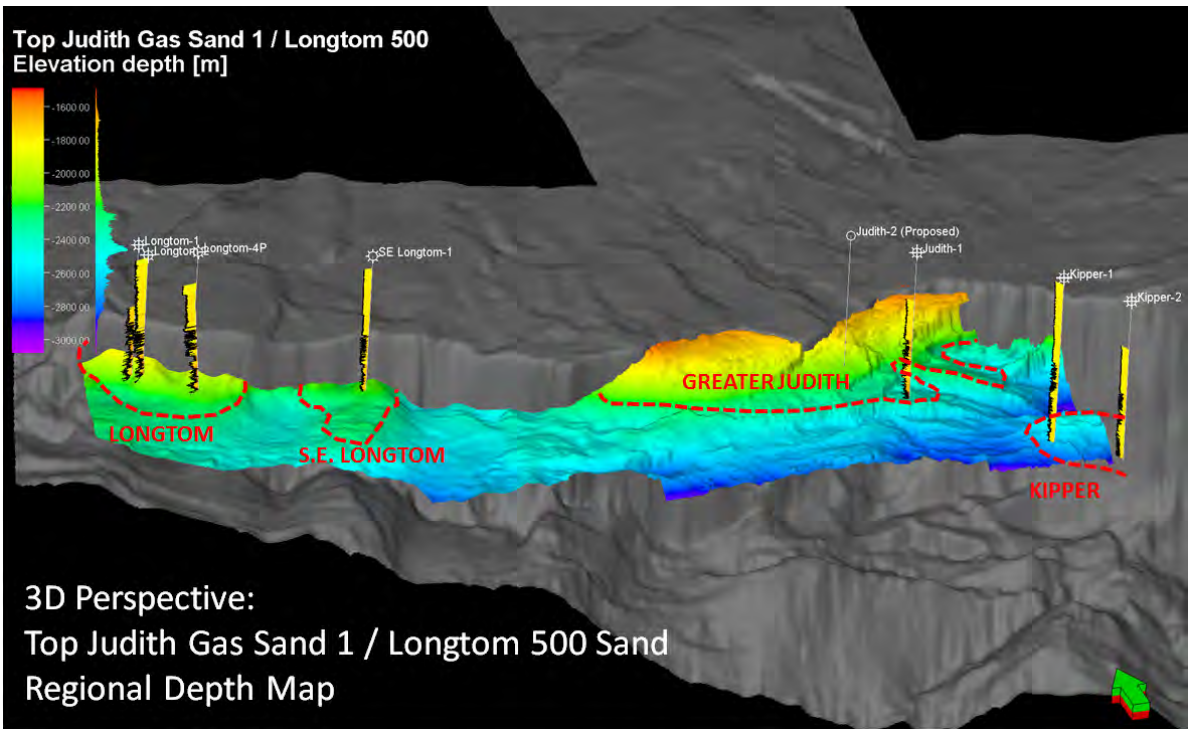 Top Judith Gas Sand 1 / Longtom 500
Elevation depth [m]
-1600.00
-1800.00
-2000.00
-2200.00
-2400.00
-2600.00
-2800.00
-3000.00
Longtom-1
Longtom-4P
SE Longtom-1
Judith-2 (Proposed)
Judith-1
Kipper-1
Kipper-2
LONGTOM
S.E. LONGTOM
GREATER JUDITH
KIPPER
3D Perspective:
Top Judith Gas Sand 1 / Longtom 500 Sand
Regional Depth Map